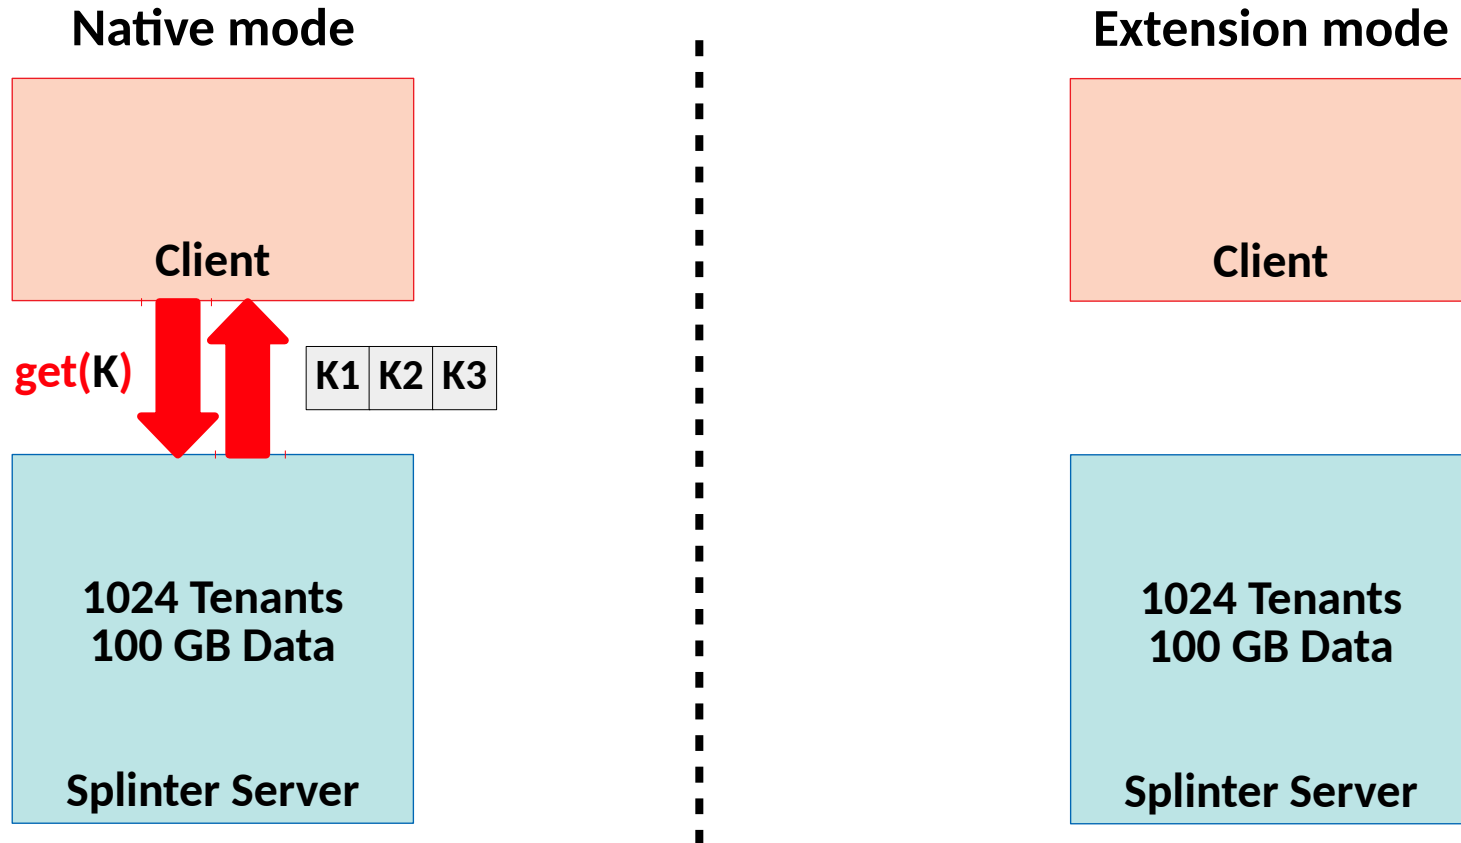 Native mode
Client
get(K)
K1 K2 K3
1024 Tenants
100 GB Data
Splinter Server
Extension mode
Client
1024 Tenants
100 GB Data
Splinter Server